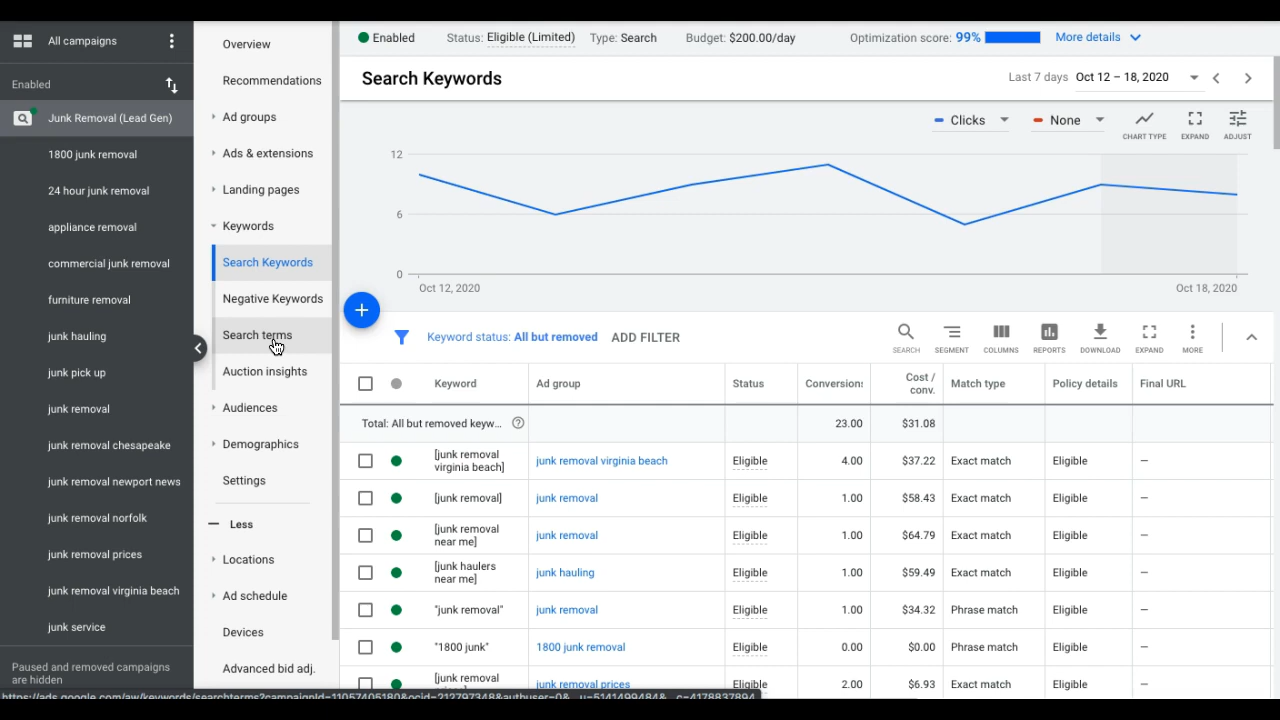 All campaigns
Enabled
Junk Removal (Lead Gen)
1800 junk removal
24 hour junk removal
appliance removal
commercial junk removal
furniture removal
junk hauling
junk pick up
junk removal
junk removal chesapeake
junk removal newport news
junk removal norfolk
junk removal prices
junk removal virginia beach
junk service
Paused and removed campaigns
are hidden
Overview
Recommendations
Ad groups
Ads & extensions
Landing pages
Keywords
Search Keywords
Negative Keywords
Search terms
Auction insights
Audiences
Demographics
Settings
Less
Locations
Ad schedule
Devices
Advanced bid adj.
Enabled Status: Eligible (Limited) Type: Search Budget: $200.00/day Optimization score: 99% More details
Search Keywords Last 7 days Oct 12 – 18, 2020
Clicks None CHART TYPE EXPAND ADJUST
12
6
0
Oct 12, 2020 Oct 18, 2020
Keyword status: All but removed ADD FILTER SEARCH SEGMENT COLUMNS REPORTS DOWNLOAD EXPAND MORE
Keyword Ad group Status Conversions Cost / conv. Match type Policy details Final URL
Total: All but removed keyw... 23.00 $31.08
[junk removal virginia beach] junk removal virginia beach Eligible 4.00 $37.22 Exact match Eligible –
[junk removal] junk removal Eligible 1.00 $58.43 Exact match Eligible –
[junk removal near me] junk removal Eligible 1.00 $64.79 Exact match Eligible –
[junk haulers near me] junk hauling Eligible 1.00 $59.49 Exact match Eligible –
"junk removal" junk removal Eligible 1.00 $34.32 Phrase match Eligible –
"1800 junk" 1800 junk removal Eligible 0.00 $0.00 Phrase match Eligible –
[junk removal junk removal prices Eligible 2.00 $6.93 Exact match Eligible –